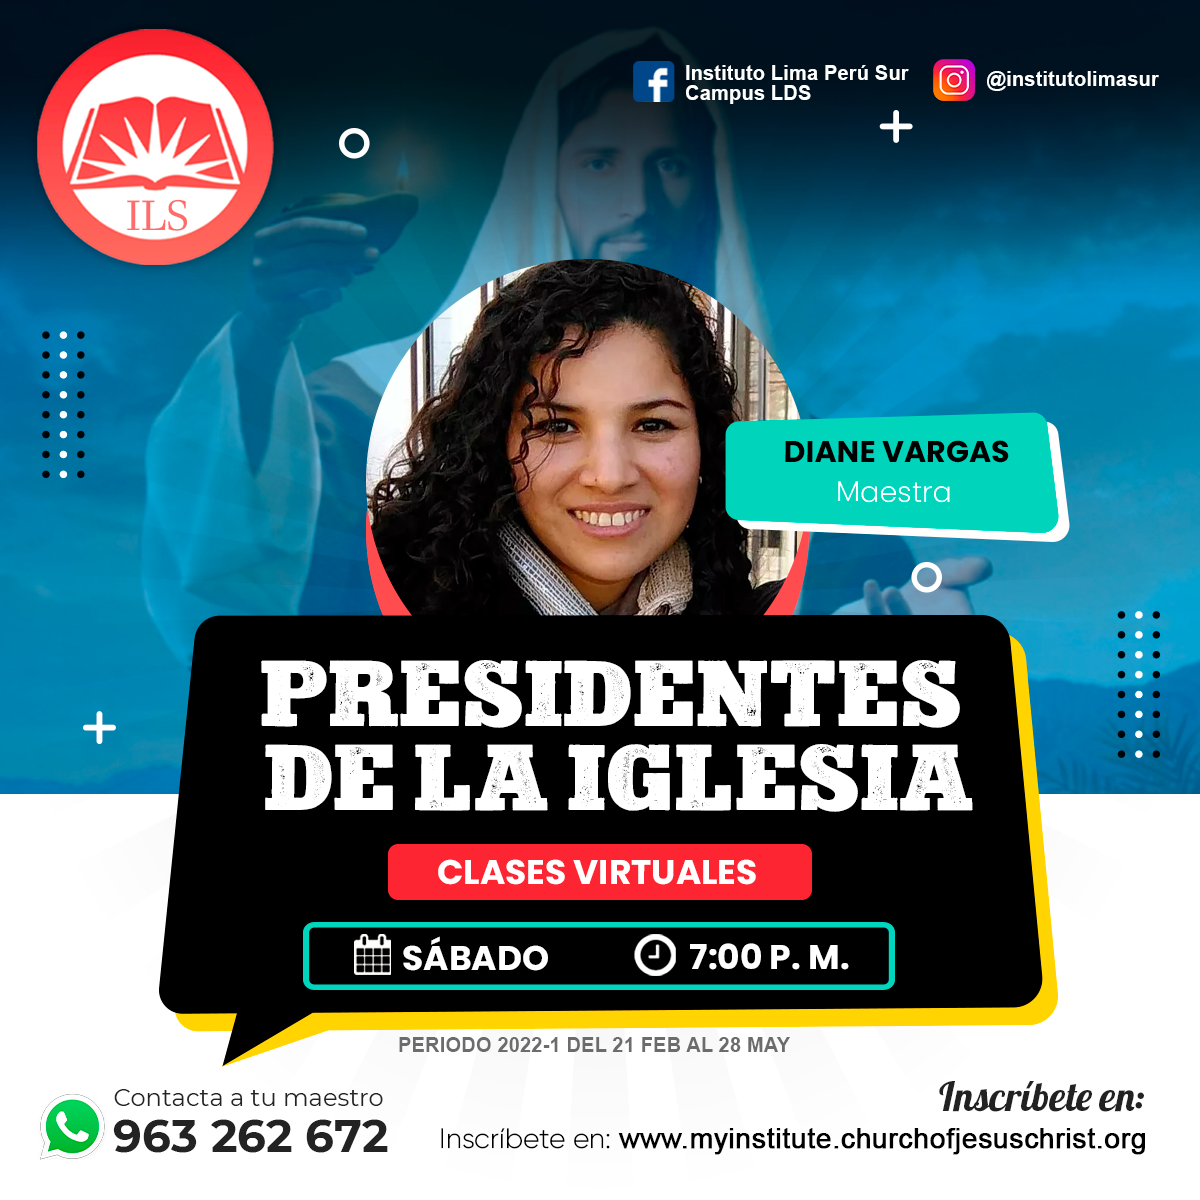 ILS
Instituto Lima Perú Sur
Campus LDS
@institutolimasur
DIANE VARGAS
Maestra
PRESIDENTES
DE LA IGLESIA
CLASES VIRTUALES
SÁBADO
7:00 P. M.
PERIODO 2022-1 DEL 21 FEB AL 28 MAY
Contacta a tu maestro
963 262 672
Inscríbete en:
Inscríbete en: www.myinstitute.churchofjesuschrist.org